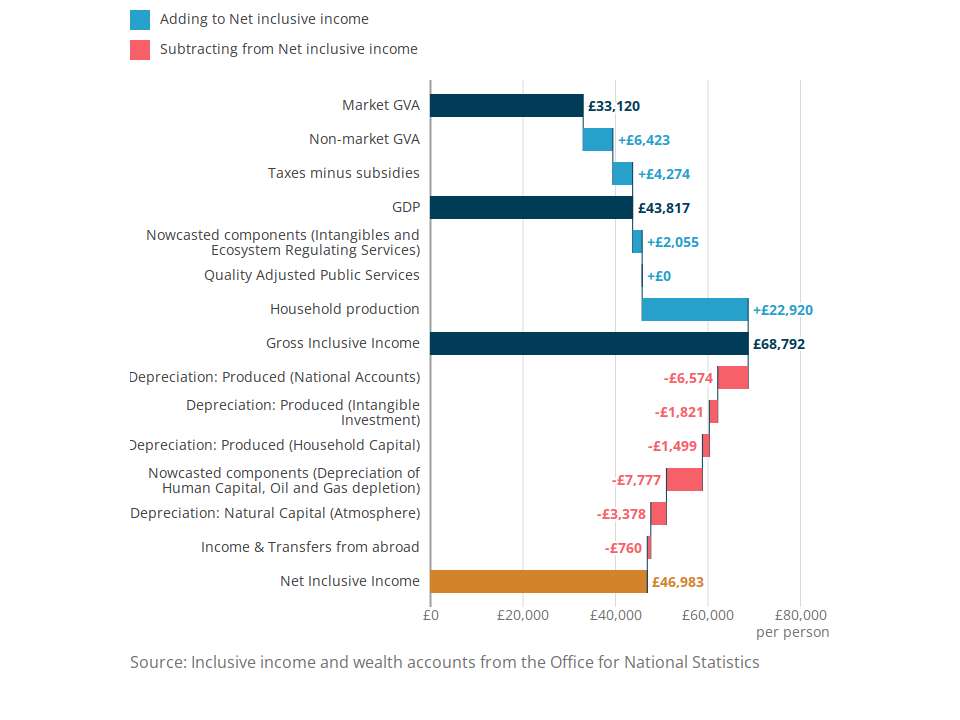 Adding to Net inclusive income
Subtracting from Net inclusive income
Market GVA
£33,120
Non-market GVA
+£6,423
Taxes minus subsidies
+£4,274
GDP
£43,817
Nowcasted components (Intangibles and
Ecosystem Regulating Services)
+£2,055
Quality Adjusted Public Services
+£0
Household production
+£22,920
Gross Inclusive Income
£68,792
Depreciation: Produced (National Accounts)
-£6,574
Depreciation: Produced (Intangible
Investment)
-£1,821
Depreciation: Produced (Household Capital)
-£1,499
Nowcasted components (Depreciation of
Human Capital, Oil and Gas depletion)
-£7,777
Depreciation: Natural Capital (Atmosphere)
-£3,378
Income & Transfers from abroad
-£760
Net Inclusive Income
£46,983
£0 £20,000 £40,000 £60,000 £80,000
per person
Source: Inclusive income and wealth accounts from the Office for National Statistics